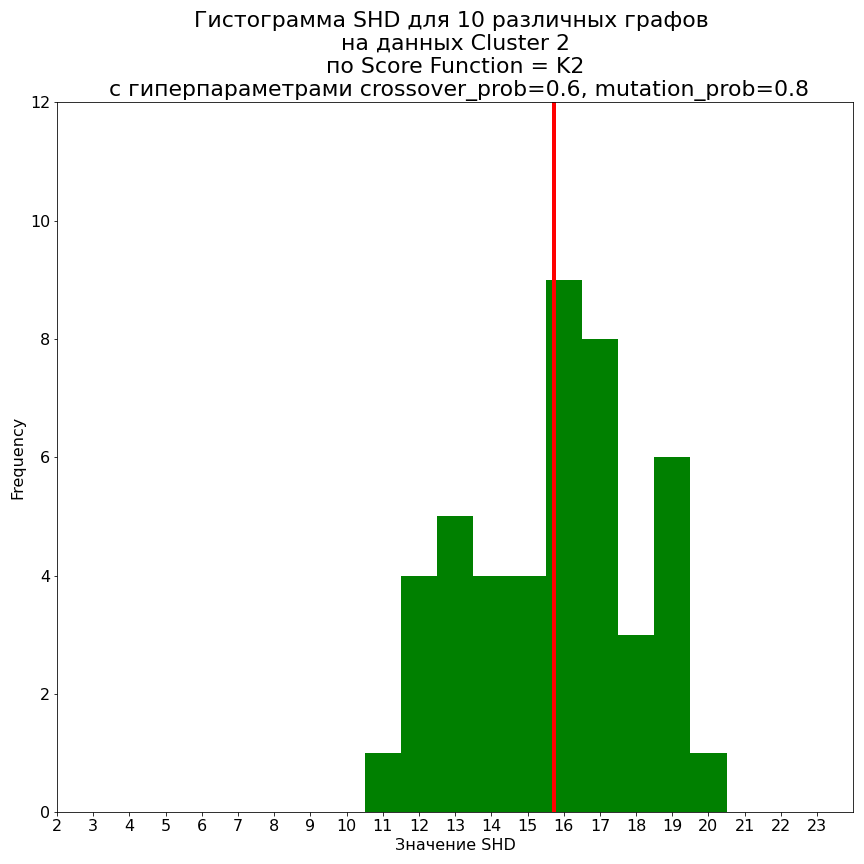 Гистограмма SHD для 10 различных графов
на данных Cluster 2
по Score Function = K2
с гиперпараметрами crossover_prob=0.6, mutation_prob=0.8
12
10
8
6
4
2
0
Frequency
2 3 4 5 6 7 8 9 10 11 12 13 14 15 16 17 18 19 20 21 22 23
Значение SHD